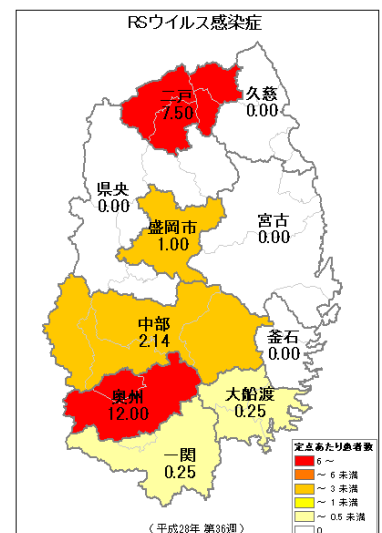 RSウイルス感染症
二戸
7.50
久慈
0.00
県央
0.00
盛岡市
1.00
宮古
0.00
中部
2.14
釜石
0.00
奥州
12.00
大船渡
0.25
一関
0.25
定点あたり患者数
6 ~
~ 6 未満
~ 3 未満
~ 1 未満
~ 0.5 未満
0
(平成28年 第36週)